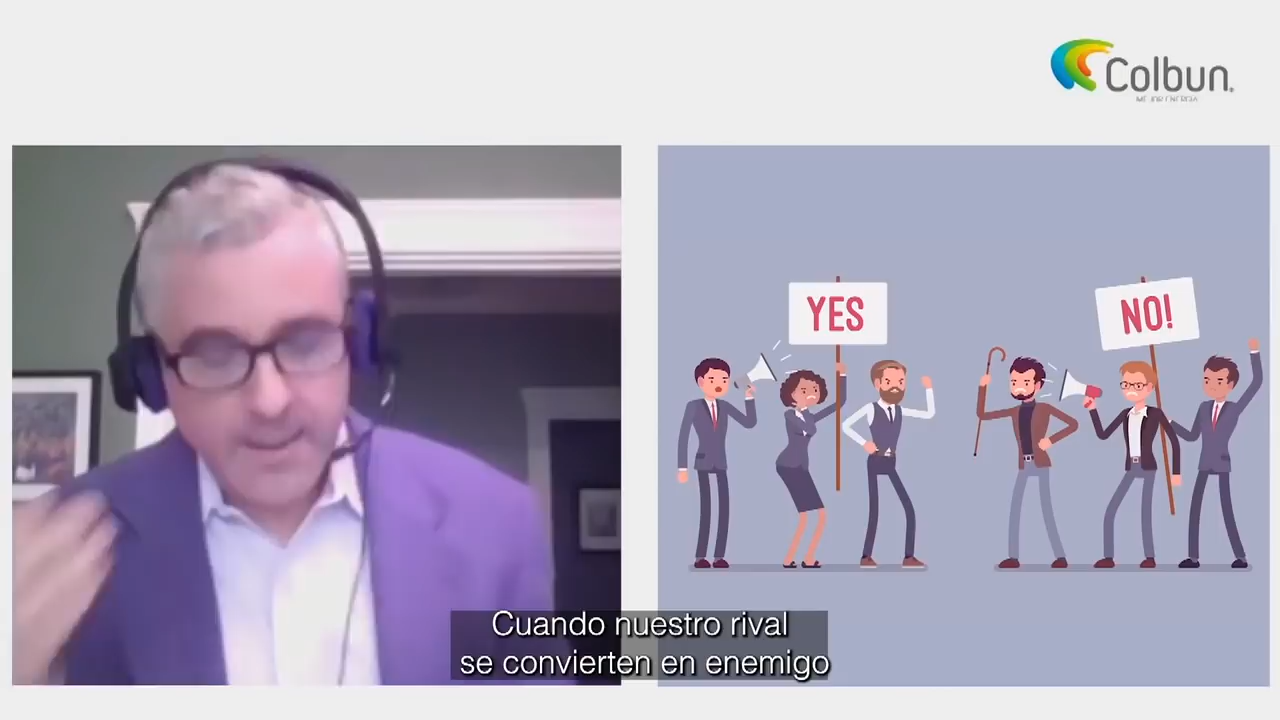 Colbun
YES
NO!
Cuando nuestro rival
se convierten en enemigo